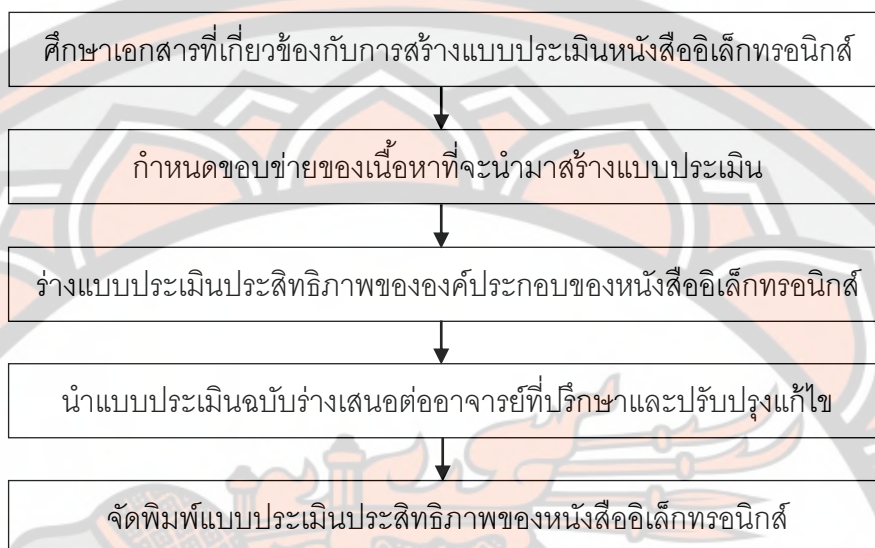 ศึกษาเอกสารที่เกี่ยวข้องกับการสร้างแบบประเมินหนังสืออิเล็กทรอนิกส์
กำหนดขอบข่ายของเนื้อหาที่จะนำมาสร้างแบบประเมิน
ร่างแบบประเมินประสิทธิภาพขององค์ประกอบของหนังสืออิเล็กทรอนิกส์
นำแบบประเมินฉบับร่างเสนอต่ออาจารย์ที่ปรึกษาและปรับปรุงแก้ไข
จัดพิมพ์แบบประเมินประสิทธิภาพของหนังสืออิเล็กทรอนิกส์